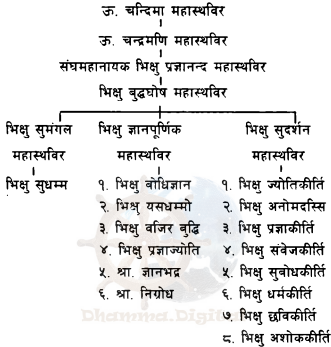 ऊ. चन्दिमा महास्थविर
ऊ. चन्द्रमणि महास्थविर
संघमहानायक भिक्षु प्रज्ञानन्द महास्थविर
भिक्षु बुद्धघोष महास्थविर
भिक्षु सुमंगल
महास्थविर
भिक्षु सुधम्म
भिक्षु ज्ञानपूर्णिक
महास्थविर
१. भिक्षु बोधिज्ञान
२. भिक्षु यसधम्मो
३. भिक्षु वजिर बुद्धि
४. भिक्षु प्रज्ञाज्योति
५. श्रा. ज्ञानभद्र
६. श्रा. निग्रोध
भिक्षु सुदर्शन
महास्थविर
१. भिक्षु ज्योतिकीर्ति
२. भिक्षु अनोमदस्सि
३. भिक्षु प्रज्ञाकीर्ति
४. भिक्षु संबेजकीर्ति
५. भिक्षु सुबोधकीर्ति
६. भिक्षु धर्मकीर्ति
७. भिक्षु छविकीर्ति
८. भिक्षु अशोककीर्ति
Dhamma.Digital